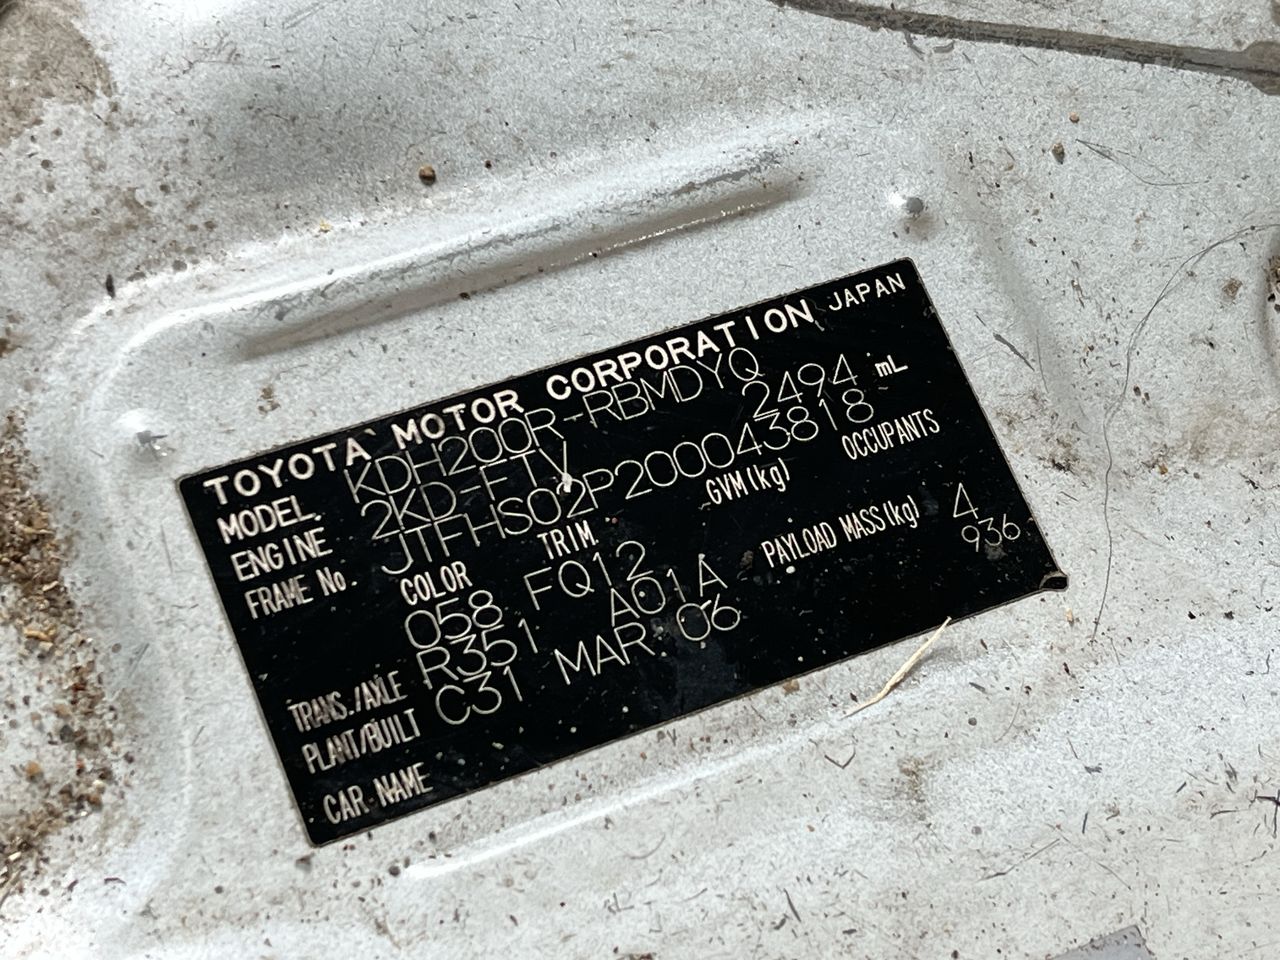 TOYOTA MOTOR CORPORATION JAPAN
MODEL. KDH200R-RBMDYQ
ENGINE 2KD-FTV 2494 mL
FRAME No. JTFHS02P200043818
COLOR TRIM. GVM(kg) OCCUPANTS
058 FQ12 4
TRANS./AXLE R351 A01A PAYLOAD MASS(kg) 936
PLANT/BUILT C31 MAR. 06
CAR NAME